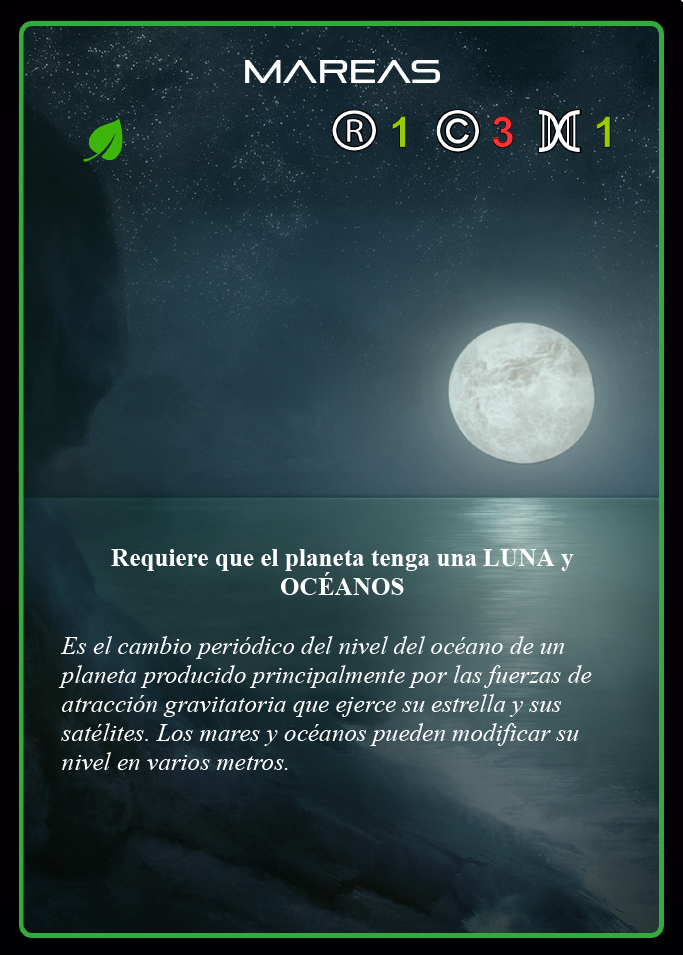 MAREAS
® 1 © 3 1
Requiere que el planeta tenga una LUNA y
OCÉANOS
Es el cambio periódico del nivel del océano de un
planeta producido principalmente por las fuerzas de
atracción gravitatoria que ejerce su estrella y sus
satélites. Los mares y océanos pueden modificar su
nivel en varios metros.